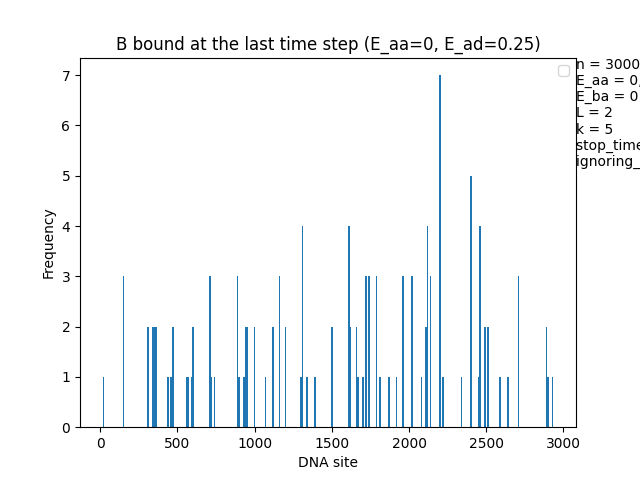 B bound at the last time step (E_aa=0, E_ad=0.25)
n = 3000
E_aa = 0,
E_ba = 0
L = 2
k = 5
stop_time
ignoring_
7
6
5
4
3
2
1
0
Frequency
0 500 1000 1500 2000 2500 3000
DNA site